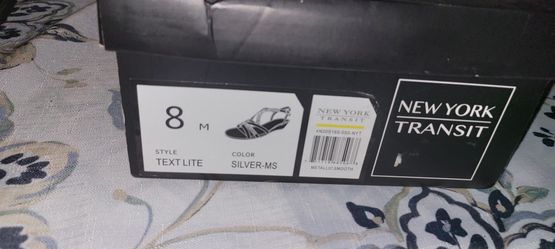 8 M
STYLE
TEXT LITE
COLOR
SILVER-MS
NEW YORK
TRANSIT
METALLIC SMOOTH
NEW YORK
TRANSIT